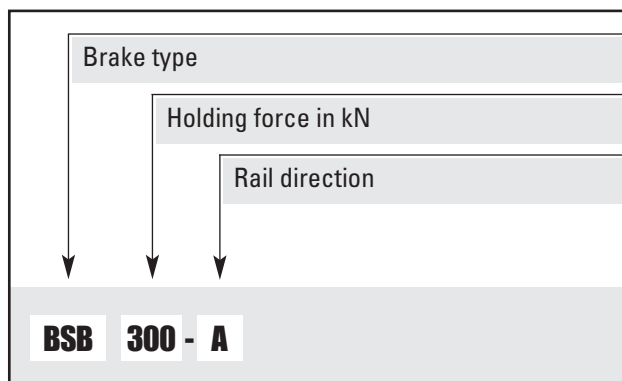 Brake type
Holding force in kN
Rail direction
BSB 300 - A